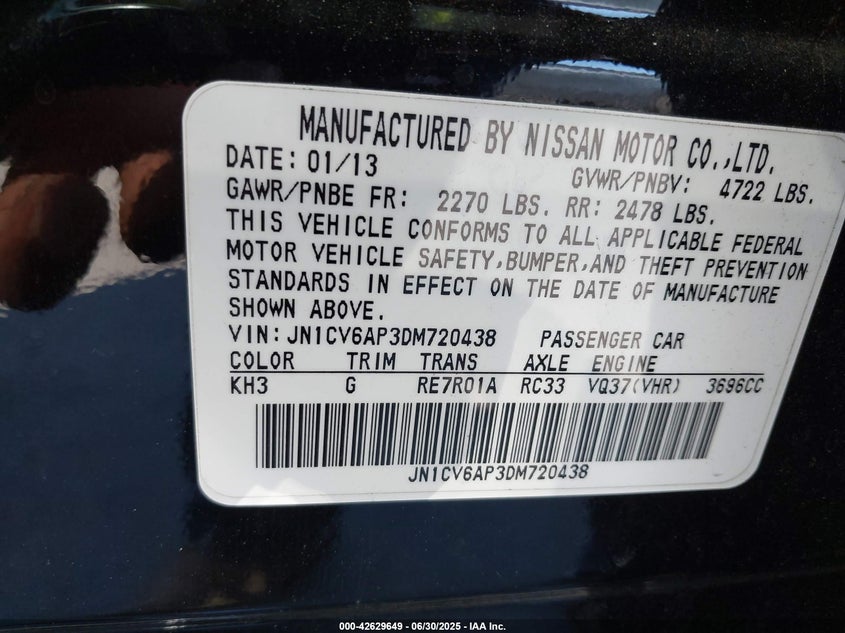 MANUFACTURED BY NISSAN MOTOR CO.,LTD.
DATE: 01/13 GVWR/PNBV: 4722 LBS.
GAWR/PNBE FR: 2270 LBS. RR: 2478 LBS.
THIS VEHICLE CONFORMS TO ALL APPLICABLE FEDERAL
MOTOR VEHICLE SAFETY,BUMPER,AND THEFT PREVENTION
STANDARDS IN EFFECT ON THE DATE OF MANUFACTURE
SHOWN ABOVE.
VIN: JN1CV6AP3DM720438 PASSENGER CAR
COLOR TRIM TRANS AXLE ENGINE
KH3 G RE7R01A RC33 VQ37(VHR) 3696CC
JN1CV6AP3DM720438
000-42629649 - 06/30/2025 - IAA Inc.